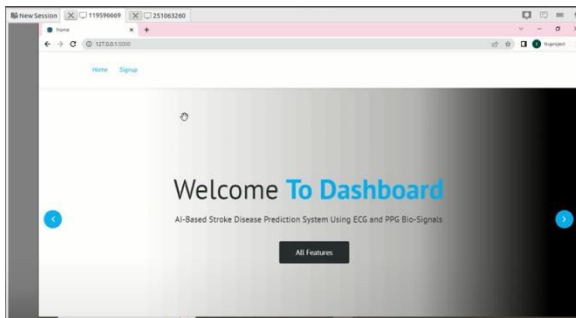 New Session 119596669 251063260
Home
127.0.0.1:5000
Home Signup
Welcome To Dashboard
AI-Based Stroke Disease Prediction System Using ECG and PPG Bio-Signals
All Features